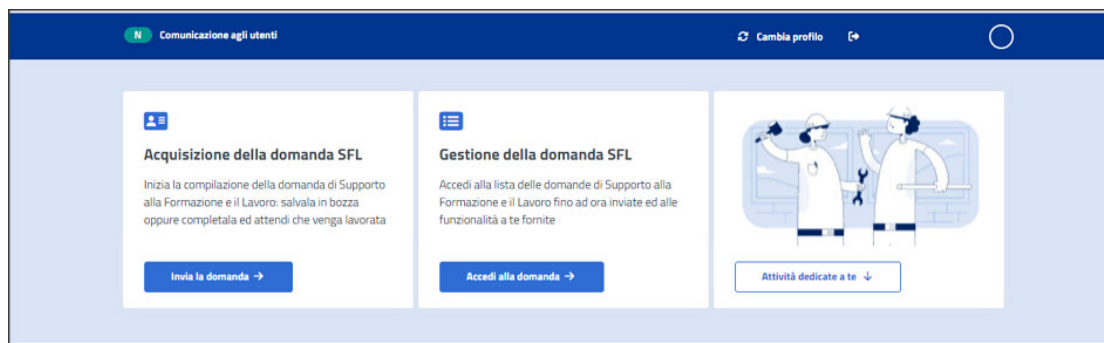 N Comunicazione agli utenti
Cambia profilo
Acquisizione della domanda SFL
Inizia la compilazione della domanda di Supporto
alla Formazione e il Lavoro: salvala in bozza
oppure completala ed attendi che venga lavorata
Invia la domanda →
Gestione della domanda SFL
Accedi alla lista delle domande di Supporto alla
Formazione e il Lavoro fino ad ora inviate ed alle
funzionalità a te fornite
Accedi alla domanda →
Attività dedicate a te ↓